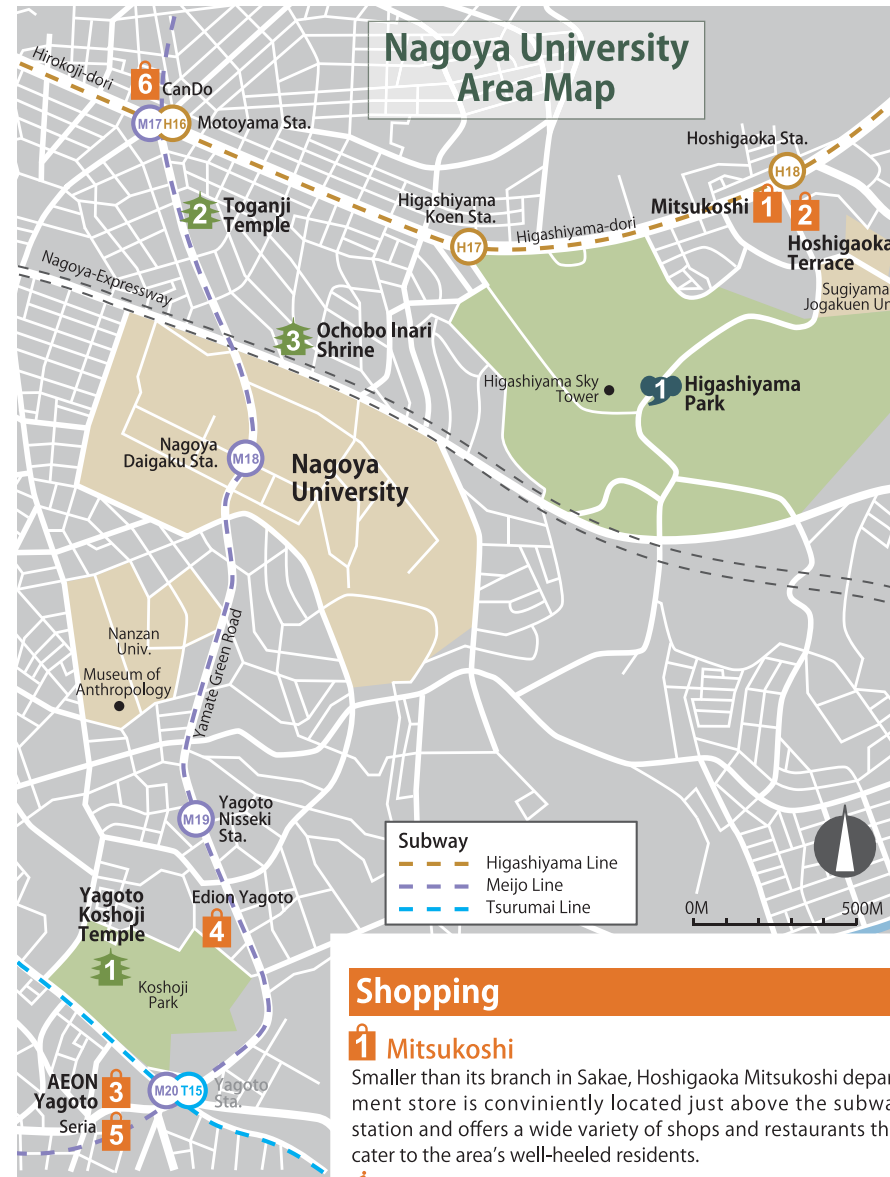 Nagoya University
Area Map
Hirokoji-dori
6
CanDo
M17 H16
Motoyama Sta.
Hoshigaoka Sta.
H18
Mitsukoshi
1
2
Hoshigaoka
Terrace
Sugiyama
Jogakuen Un
2
Toganji
Temple
Higashiyama
Koen Sta.
H17
Higashiyama-dori
Nagoya-Expressway
3
Ochobo Inari
Shrine
Higashiyama Sky
Tower
1
Higashiyama
Park
Nagoya
Daigaku Sta.
M18
Nagoya
University
Nanzan
Univ.
Museum of
Anthropology
Yamate Green Road
M19
Yagoto
Nisseki
Sta.
Subway
Higashiyama Line
Meijo Line
Tsurumai Line
0M
500M
Yagoto
Koshoji
Temple
1
Edion Yagoto
4
Koshoji
Park
AEON
Yagoto
3
Seria
5
M20 T15
Yagoto
Sta.
Shopping
1 Mitsukoshi
Smaller than its branch in Sakae, Hoshigaoka Mitsukoshi depar
ment store is conviniently located just above the subwa
station and offers a wide variety of shops and restaurants th
cater to the area's well-heeled residents.